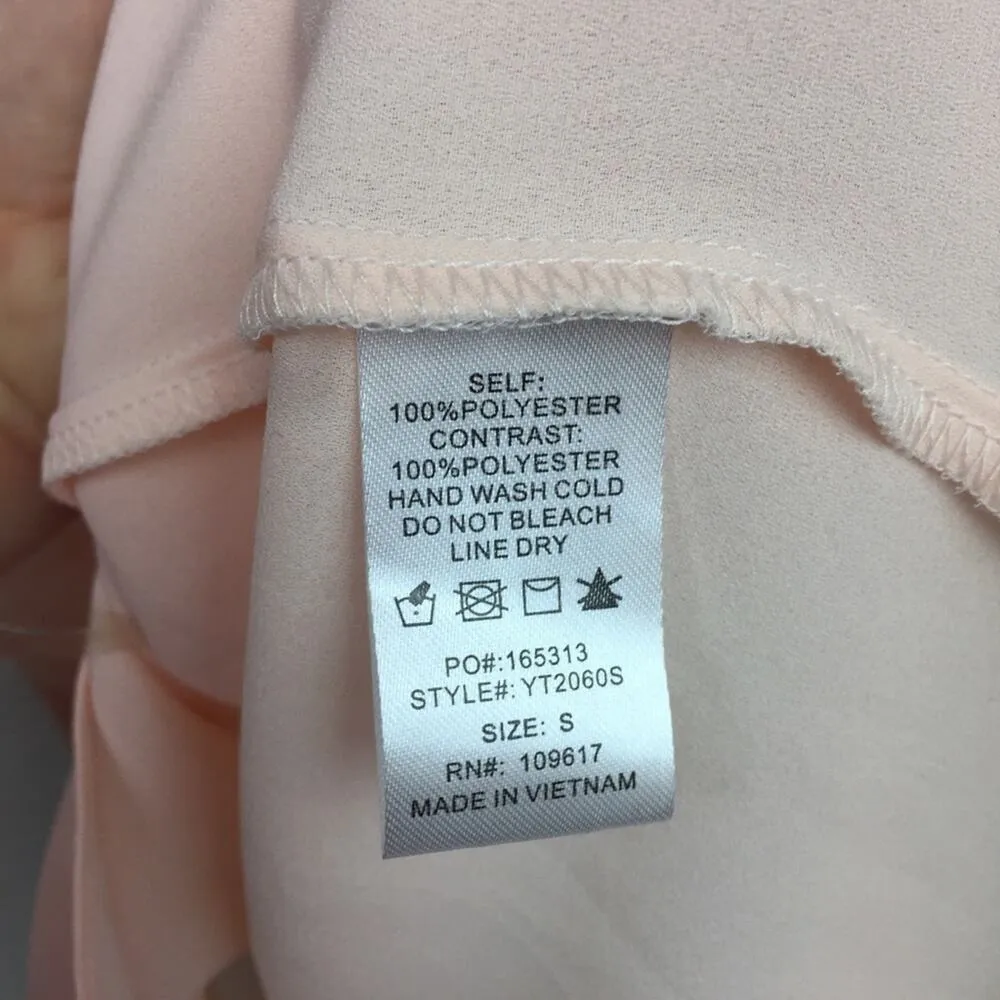 SELF:
100%POLYESTER
CONTRAST:
100%POLYESTER
HAND WASH COLD
DO NOT BLEACH
LINE DRY
PO#:165313
STYLE#: YT2060S
SIZE: S
RN#: 109617
MADE IN VIETNAM